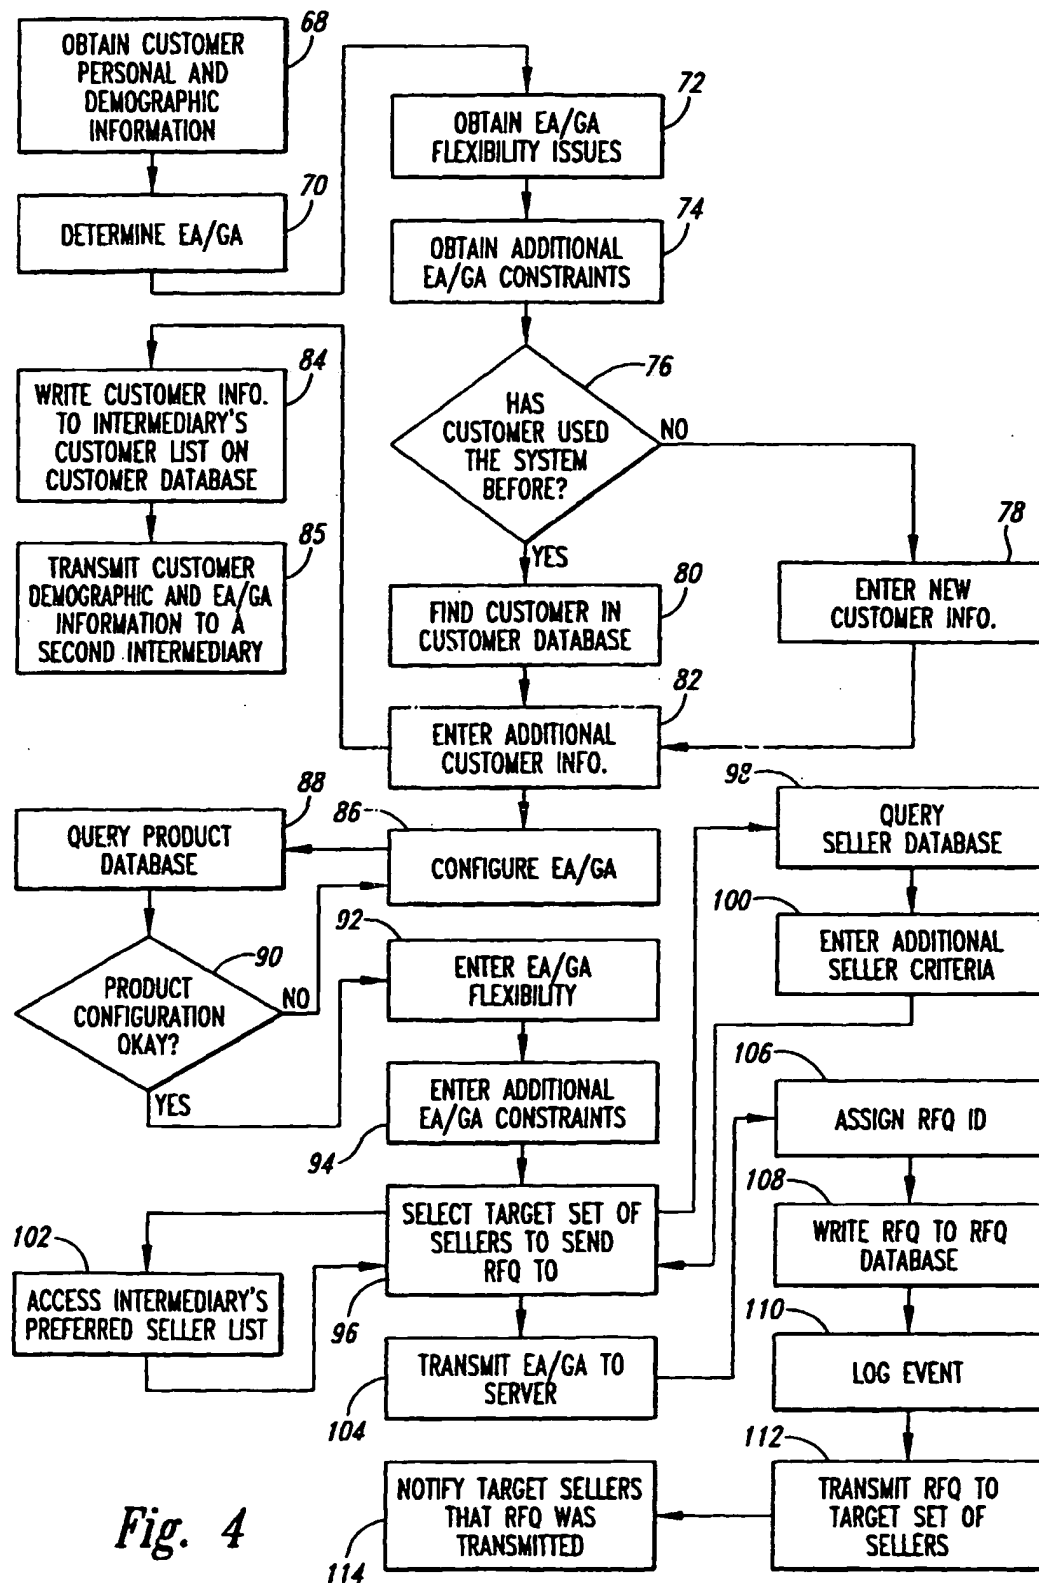 68
OBTAIN CUSTOMER
PERSONAL AND
DEMOGRAPHIC
INFORMATION
70
DETERMINE EA/GA
72
OBTAIN EA/GA
FLEXIBILITY ISSUES
74
OBTAIN ADDITIONAL
EA/GA CONSTRAINTS
76
HAS
CUSTOMER USED
THE SYSTEM
BEFORE?
NO
YES
78
ENTER NEW
CUSTOMER INFO.
80
FIND CUSTOMER IN
CUSTOMER DATABASE
82
ENTER ADDITIONAL
CUSTOMER INFO.
84
WRITE CUSTOMER INFO.
TO INTERMEDIARY'S
CUSTOMER LIST ON
CUSTOMER DATABASE
85
TRANSMIT CUSTOMER
DEMOGRAPHIC AND EA/GA
INFORMATION TO A
SECOND INTERMEDIARY
86
CONFIGURE EA/GA
88
QUERY PRODUCT
DATABASE
90
PRODUCT
CONFIGURATION
OKAY?
NO
YES
92
ENTER EA/GA
FLEXIBILITY
ENTER ADDITIONAL
EA/GA CONSTRAINTS
94
SELECT TARGET SET OF
SELLERS TO SEND
RFQ TO
96
98
QUERY
SELLER DATABASE
100
ENTER ADDITIONAL
SELLER CRITERIA
102
ACCESS INTERMEDIARY'S
PREFERRED SELLER LIST
TRANSMIT EA/GA TO
SERVER
104
106
ASSIGN RFQ ID
108
WRITE RFQ TO RFQ
DATABASE
110
LOG EVENT
112
TRANSMIT RFQ TO
TARGET SET OF
SELLERS
NOTIFY TARGET SELLERS
THAT RFQ WAS
TRANSMITTED
114
Fig. 4